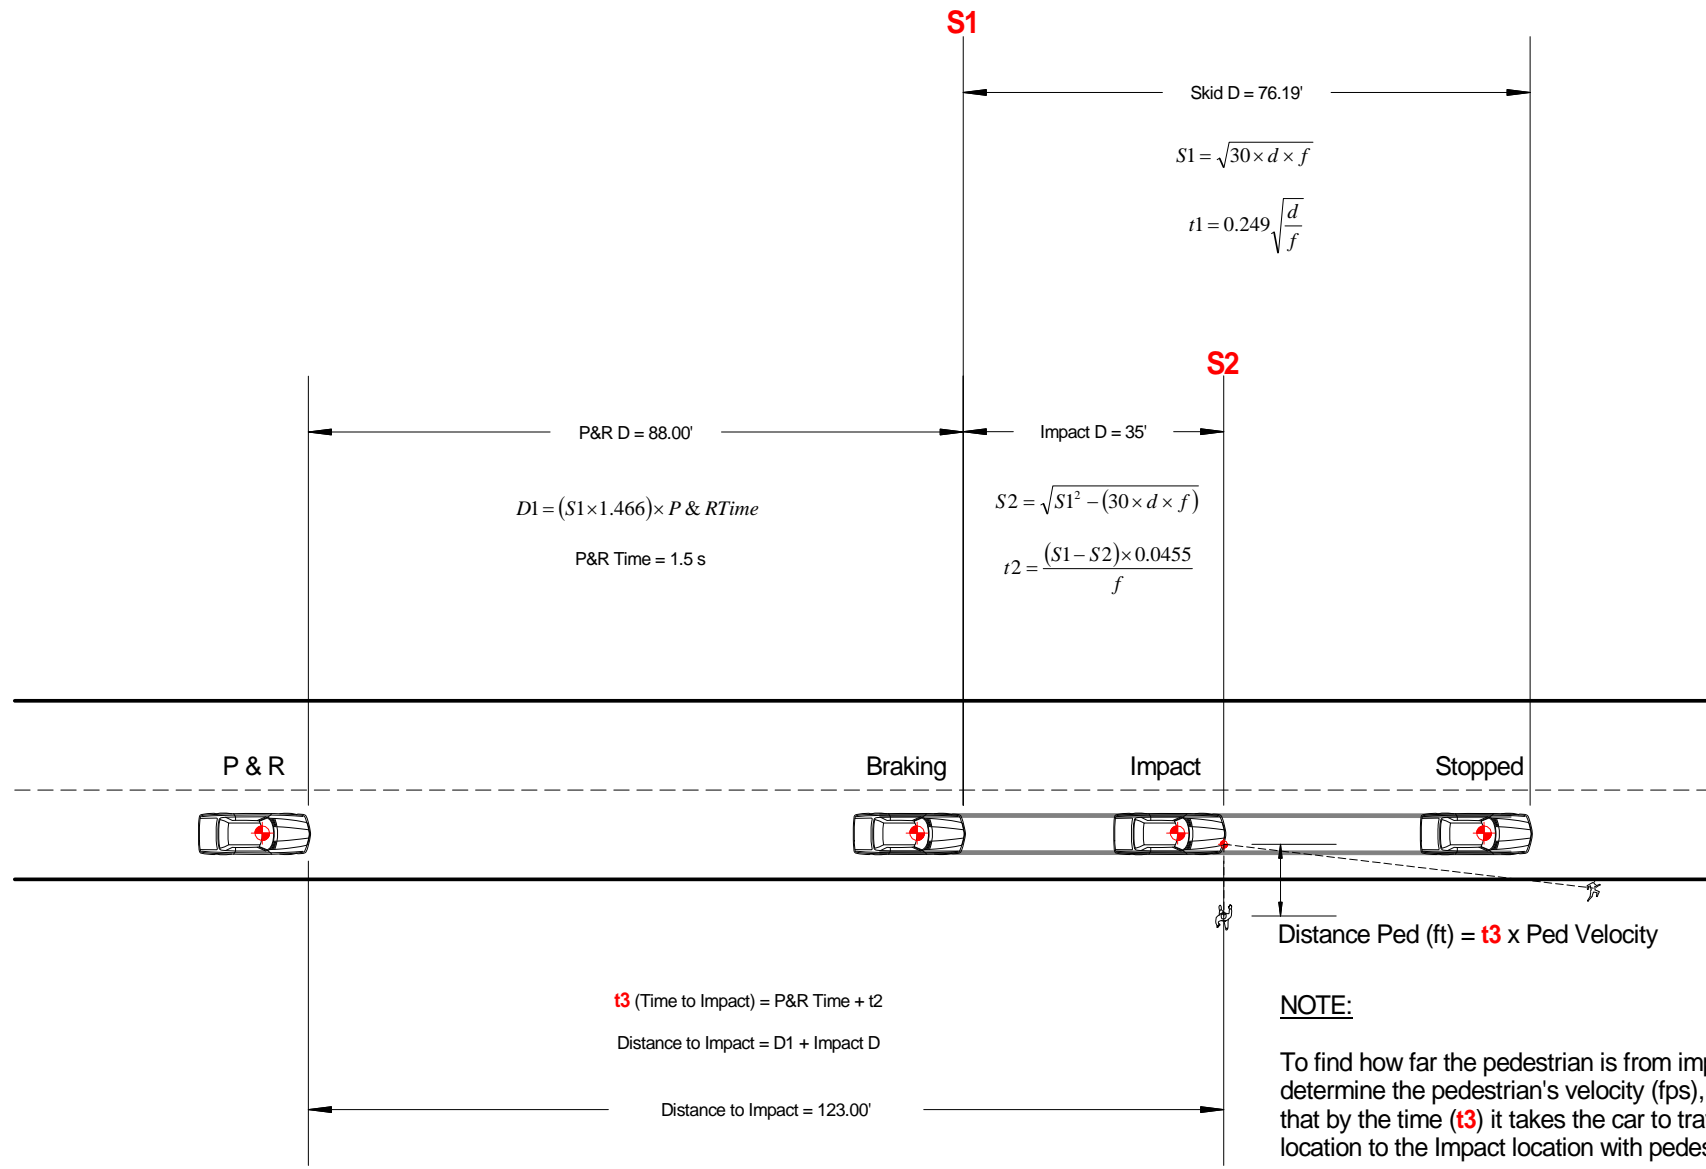 S1
Skid D = 76.19'
S1 = √(30 × d × f)
t1 = 0.249√(d/f)
S2
P&R D = 88.00'
Impact D = 35'
D1 = (S1×1.466)× P & RTime
S2 = √(S1² − (30 × d × f))
P&R Time = 1.5 s
t2 = (S1 − S2)×0.0455/f
P & R
Braking
Impact
Stopped
Distance Ped (ft) = t3 x Ped Velocity
t3 (Time to Impact) = P&R Time + t2
NOTE:
Distance to Impact = D1 + Impact D
To find how far the pedestrian is from
determine the pedestrian's velocity (fps),
Distance to Impact = 123.00'
that by the time (t3) it takes the car to
location to the Impact location with